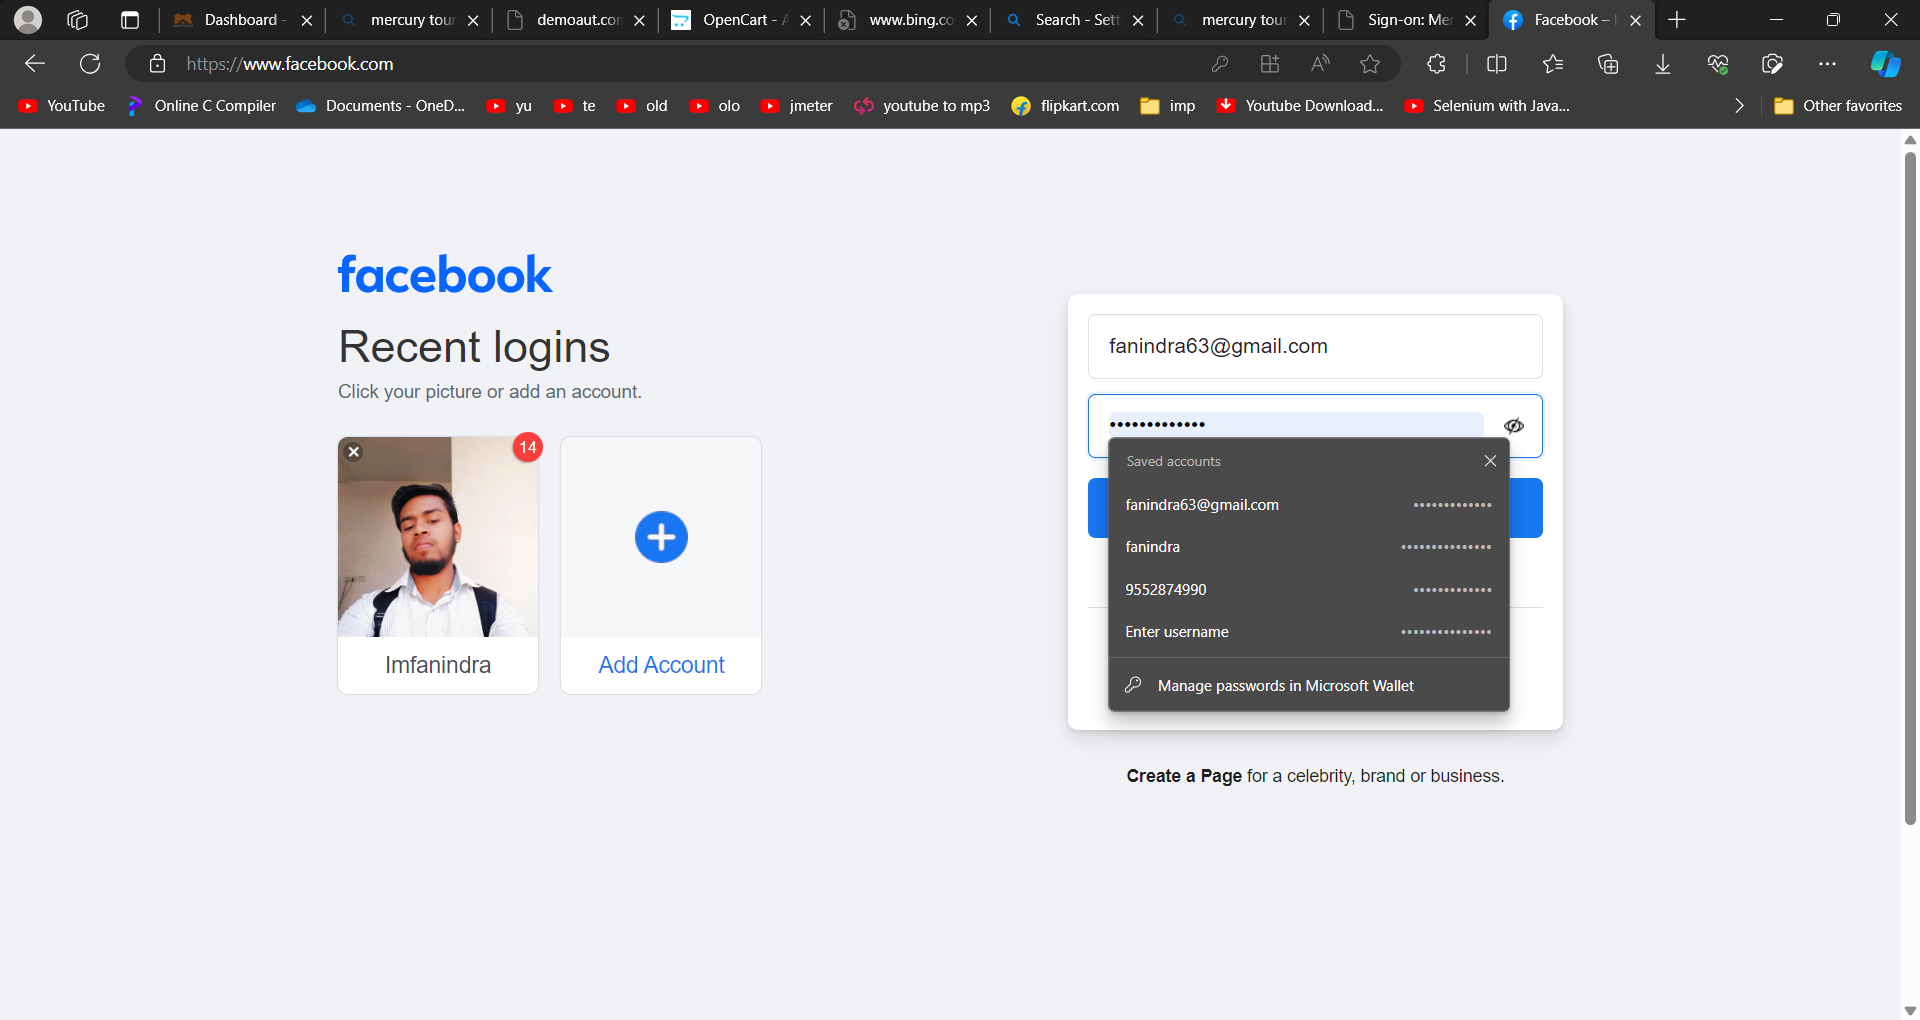 Dashboard -
mercury tour
demoaut.com
OpenCart - A
www.bing.co
Search - Sett
mercury tour
Sign-on: Mer
Facebook – l
https://www.facebook.com
YouTube
Online C Compiler
Documents - OneD...
yu
te
old
olo
jmeter
youtube to mp3
flipkart.com
imp
Youtube Download...
Selenium with Java...
Other favorites
facebook
Recent logins
Click your picture or add an account.
14
Imfanindra
Add Account
fanindra63@gmail.com
•••••••••••••
Saved accounts
fanindra63@gmail.com •••••••••••••
fanindra •••••••••••••••
9552874990 •••••••••••••
Enter username •••••••••••••••
Manage passwords in Microsoft Wallet
Create a Page for a celebrity, brand or business.